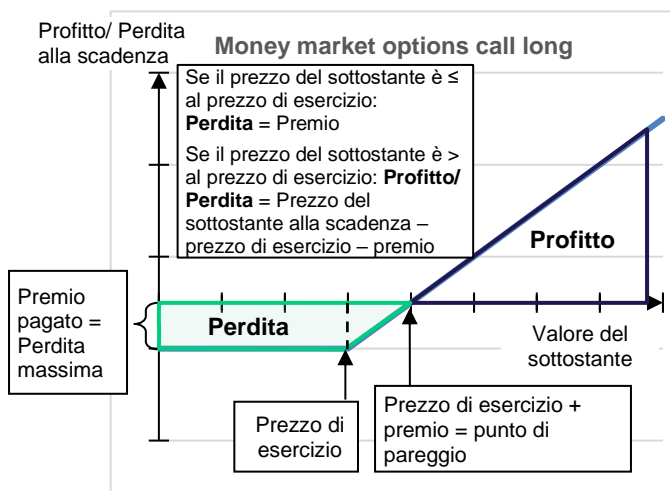 Profitto/ Perdita
alla scadenza
Money market options call long
Se il prezzo del sottostante è ≤
al prezzo di esercizio:
Perdita = Premio
Se il prezzo del sottostante è >
al prezzo di esercizio: Profitto/
Perdita = Prezzo del
sottostante alla scadenza –
prezzo di esercizio – premio
Profitto
Premio
pagato =
Perdita
massima
Perdita
Valore del
sottostante
Prezzo di
esercizio
Prezzo di esercizio +
premio = punto di
pareggio